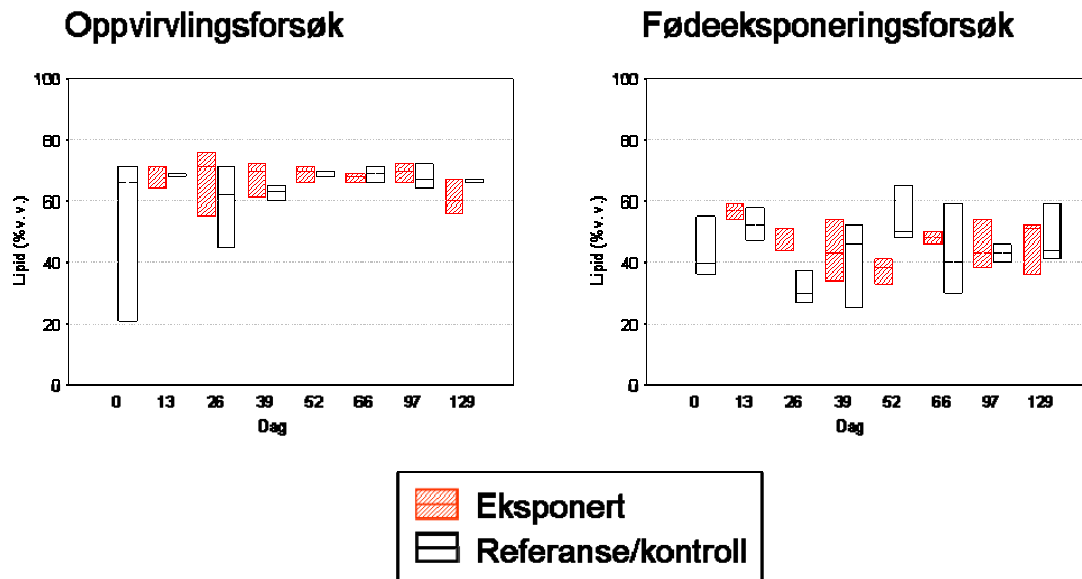 Oppvirvlingsforsøk
100
80
60
40
20
0
Lipid (%v.v.)
0 13 26 39 52 66 97 129
Dag
Fødeeksponeringsforsøk
100
80
60
40
20
0
Lipid (%v.v.)
0 13 26 39 52 66 97 129
Dag
Eksponert
Referanse/kontroll